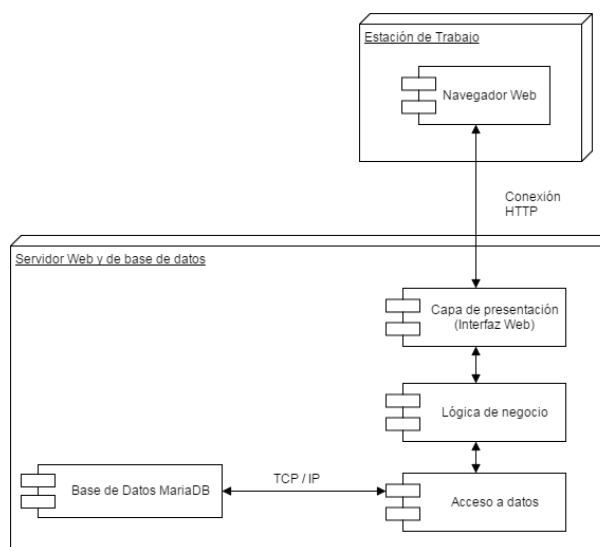 Estación de Trabajo
Navegador Web
Conexión
HTTP
Servidor Web y de base de datos
Capa de presentación
(Interfaz Web)
Lógica de negocio
TCP / IP
Base de Datos MariaDB
Acceso a datos